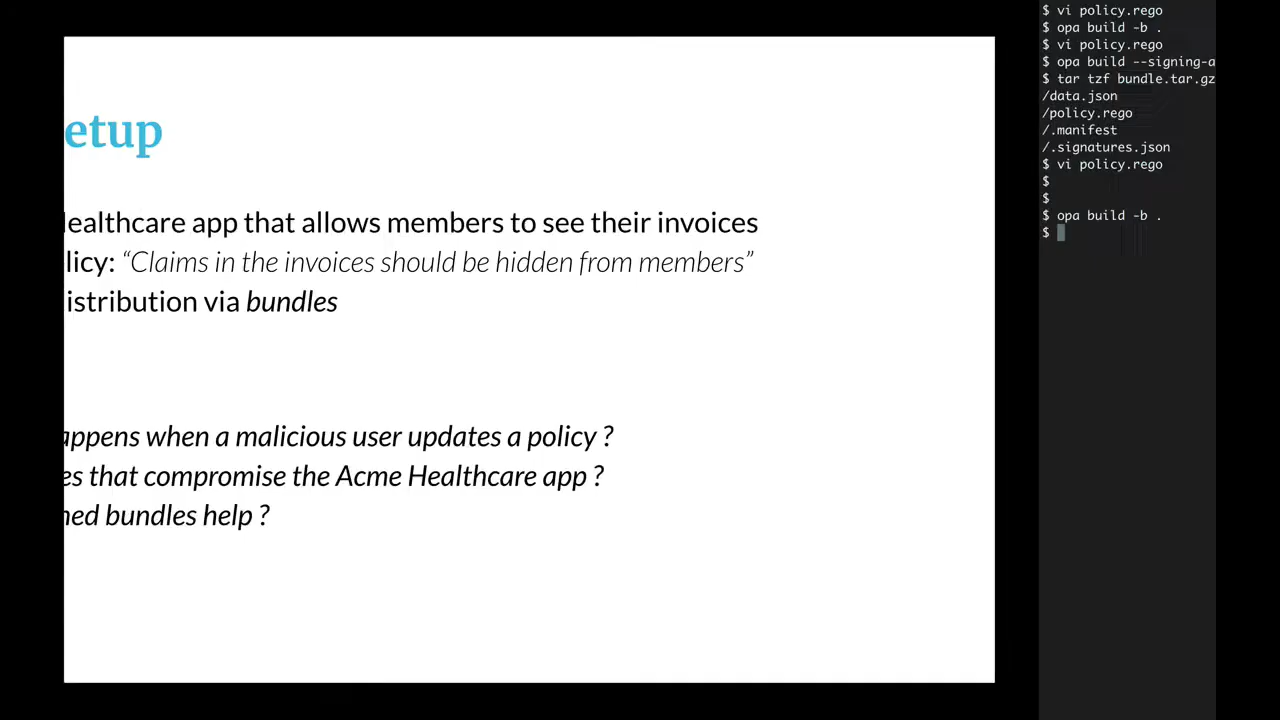 etup
ealthcare app that allows members to see their invoices
licy: “Claims in the invoices should be hidden from members”
istribution via bundles
appens when a malicious user updates a policy ?
es that compromise the Acme Healthcare app ?
ned bundles help ?
$ vi policy.rego
$ opa build -b .
$ vi policy.rego
$ opa build --signing-a
$ tar tzf bundle.tar.gz
/data.json
/policy.rego
/.manifest
/.signatures.json
$ vi policy.rego
$
$
$ opa build -b .
$